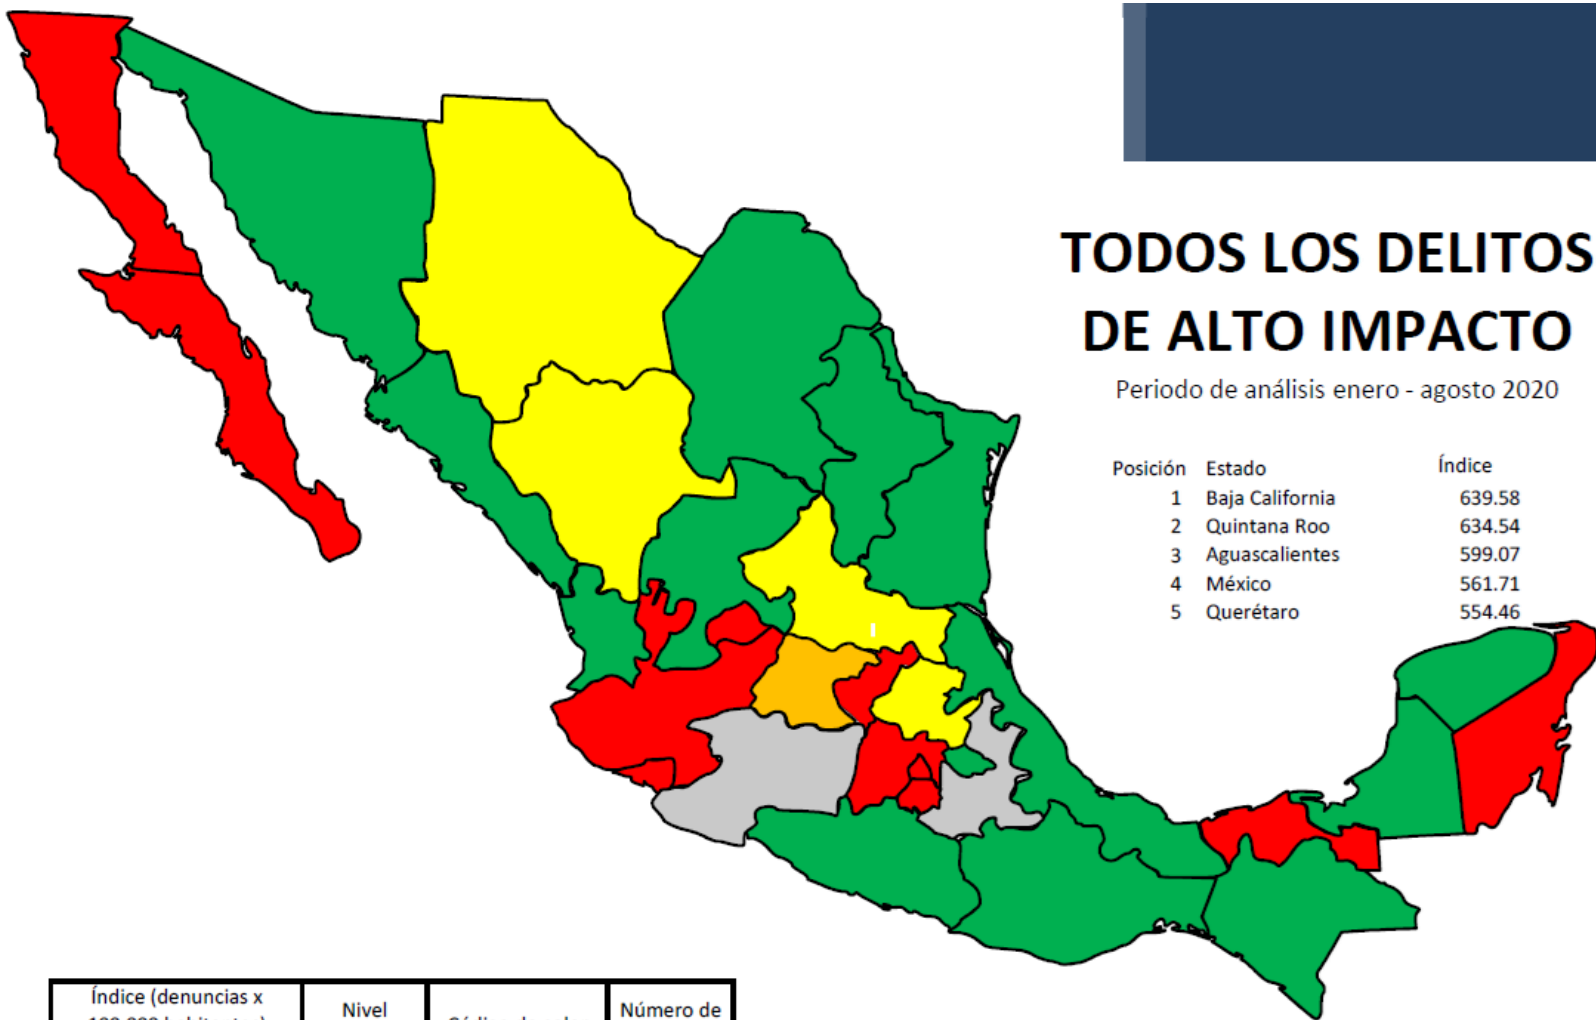 TODOS LOS DELITOS
DE ALTO IMPACTO
Periodo de análisis enero - agosto 2020
Posición Estado Índice
1 Baja California 639.58
2 Quintana Roo 634.54
3 Aguascalientes 599.07
4 México 561.71
5 Querétaro 554.46
Índice (denuncias x
Nivel
Número de